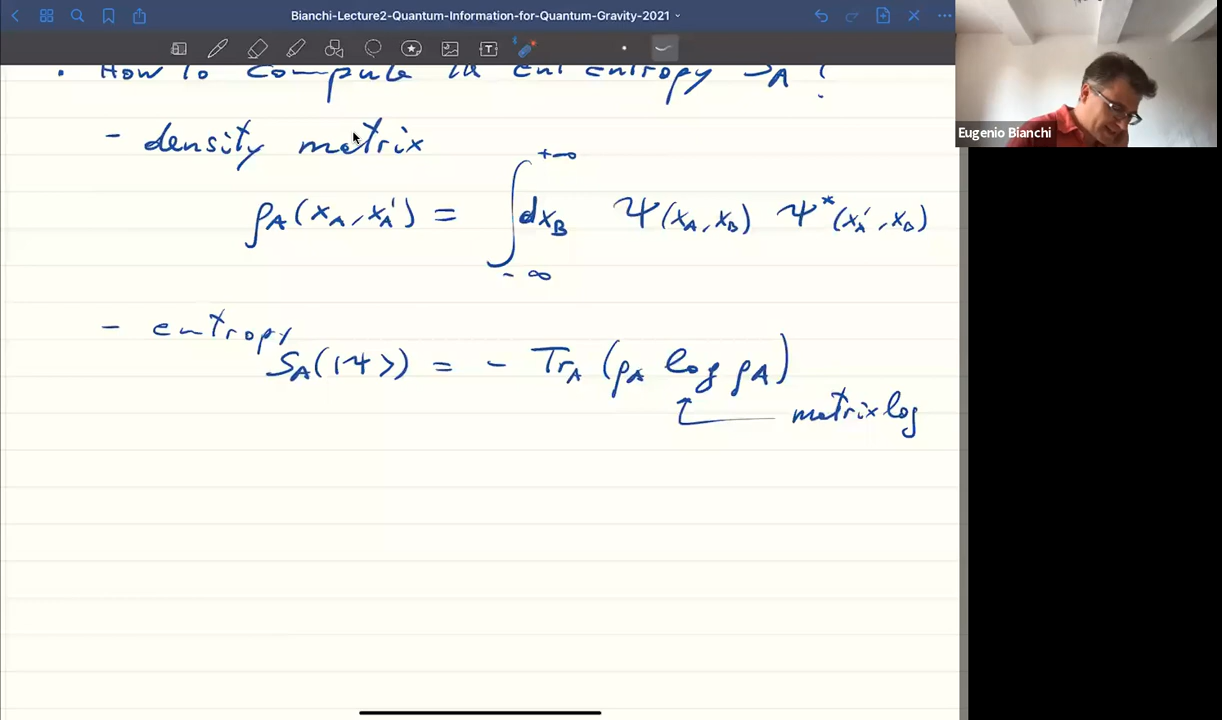 Bianchi-Lecture2-Quantum-Information-for-Quantum-Gravity-2021
Eugenio Bianchi
• How to compute the ent entropy S_A ?
- density matrix
ρ_A(x_A, x_A') = ∫_{-∞}^{+∞} dx_B Ψ(x_A, x_B) Ψ*(x_A', x_B)
- entropy
S_A(|Ψ>) = - Tr_A (ρ_A log ρ_A)
matrix log